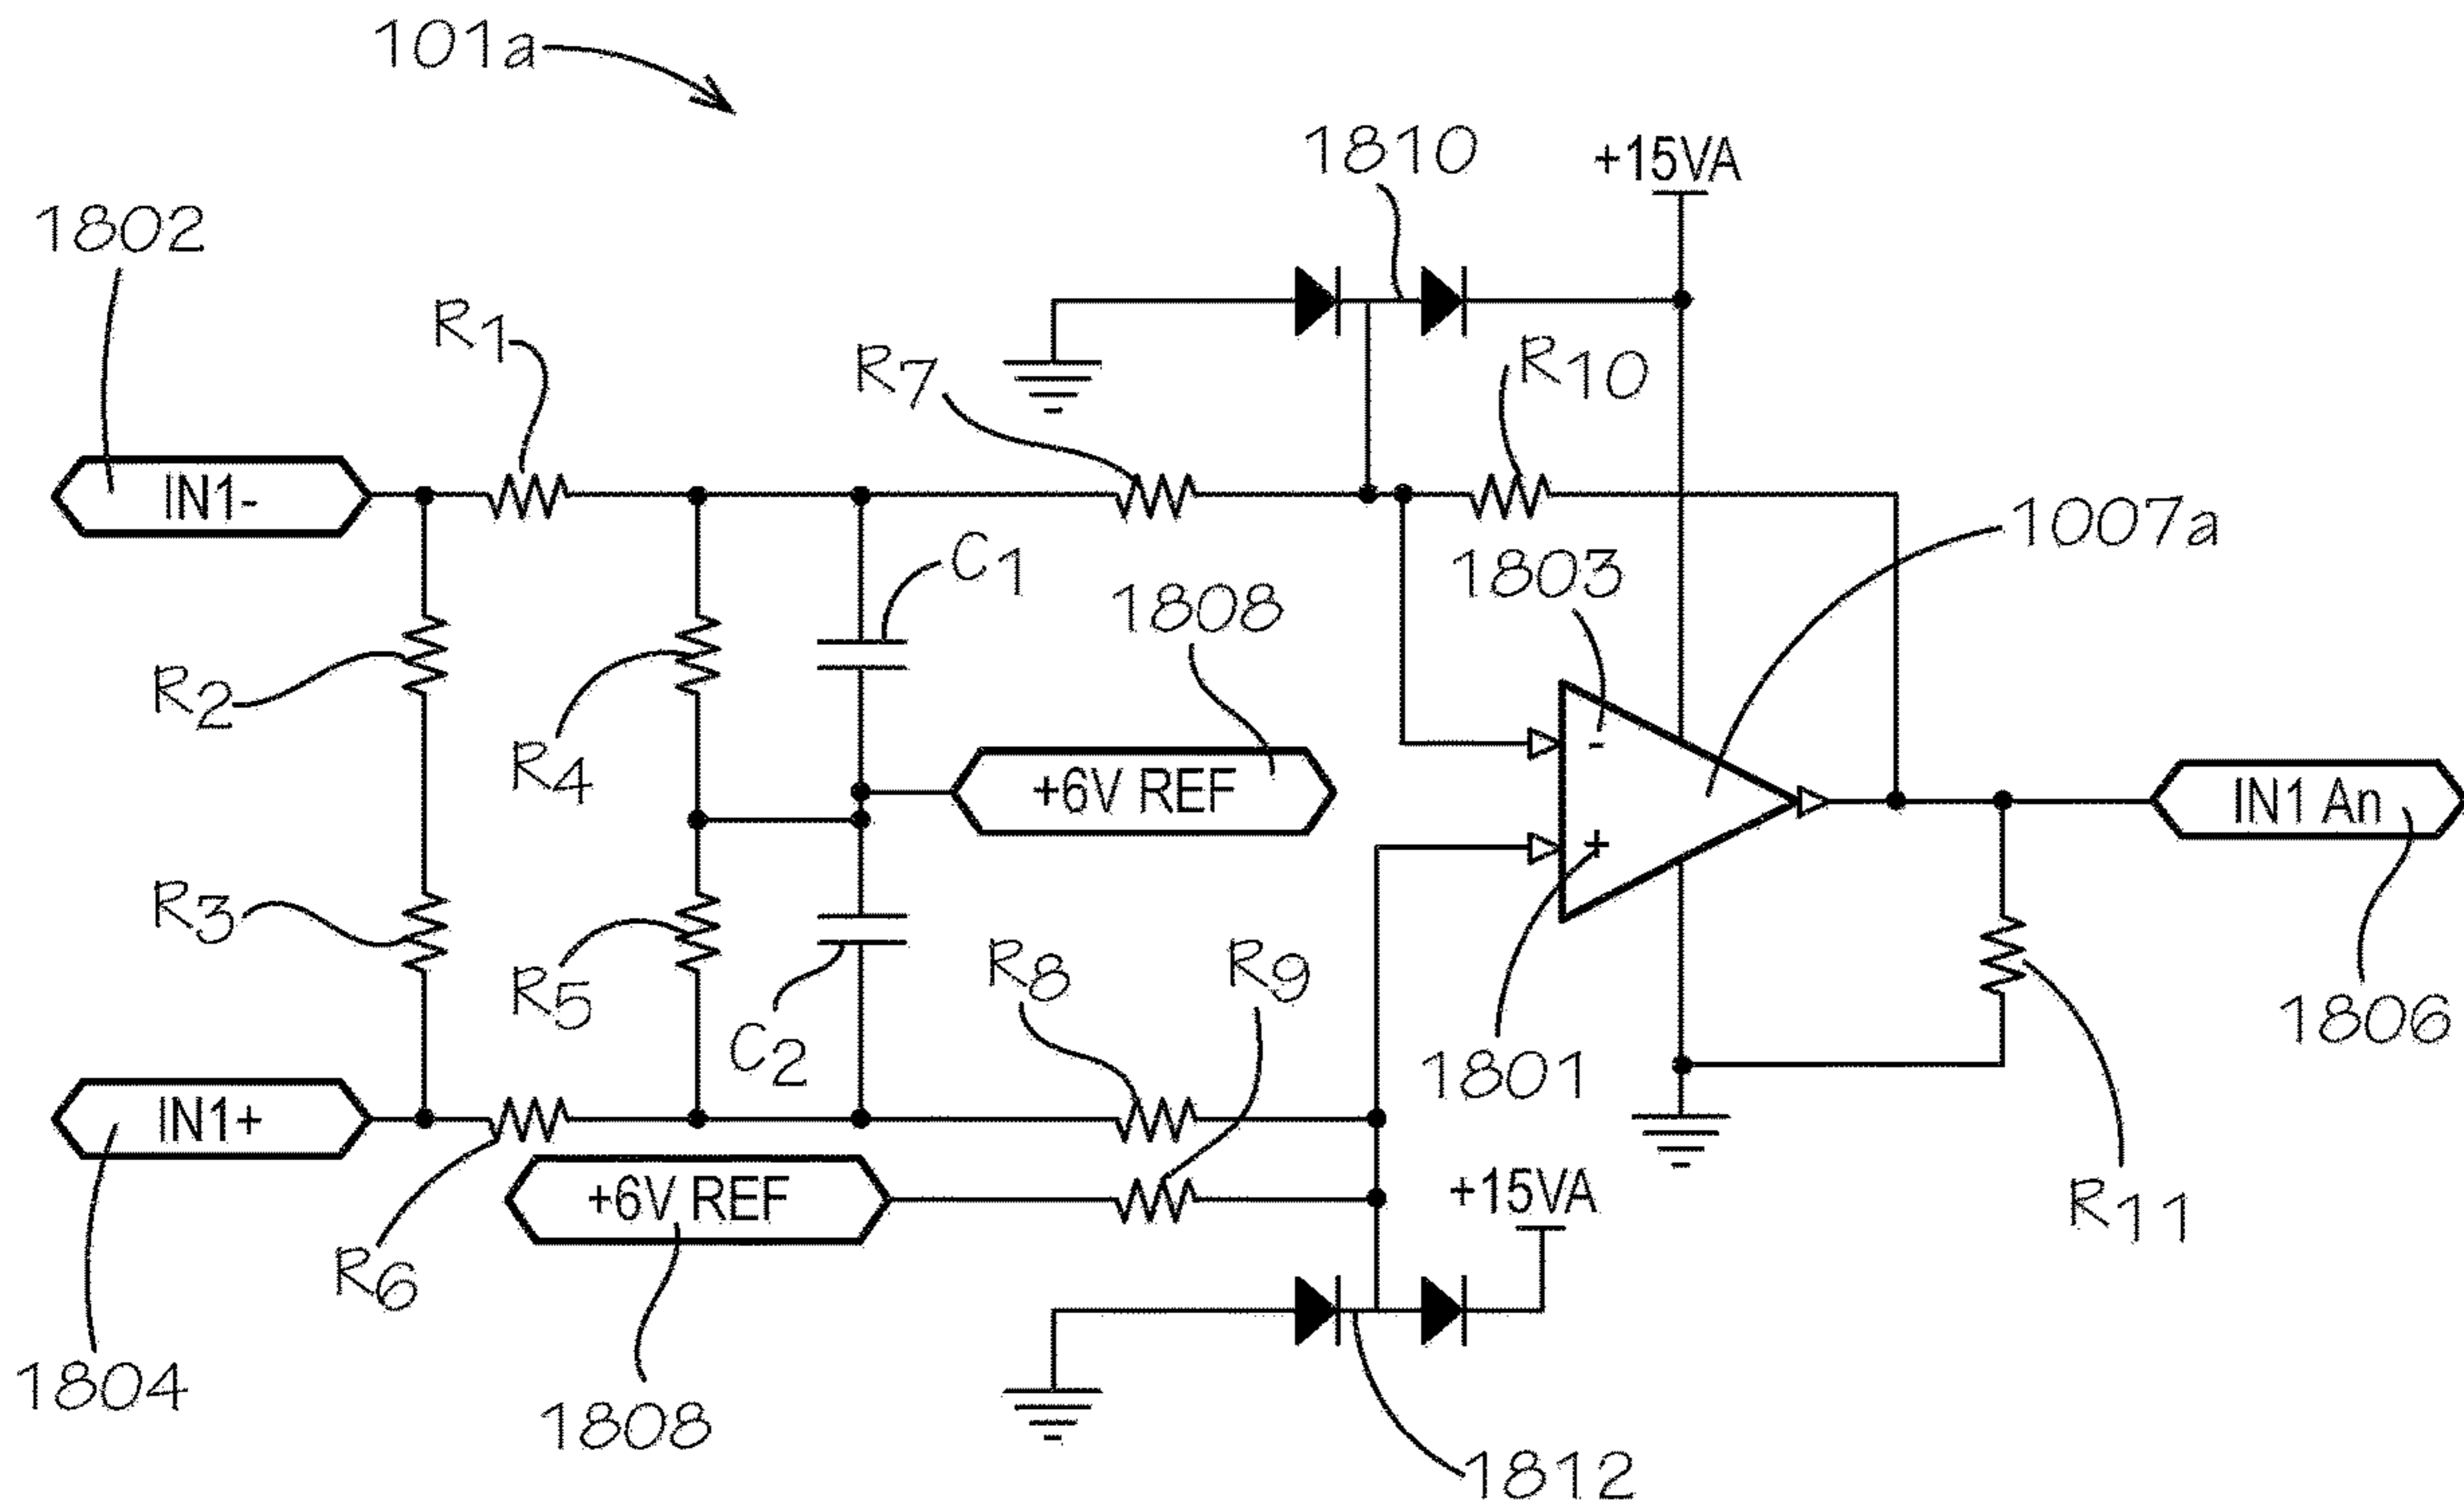 101a
1810
+15VA
1802
R1
R7
R10
IN1-
1007a
C1
1803
1808
R2
R4
+6V REF
-
IN1 An
+
R3
R5
R8
R9
C2
1801
1806
IN1+
+6V REF
+15VA
R11
R6
1804
1808
1812